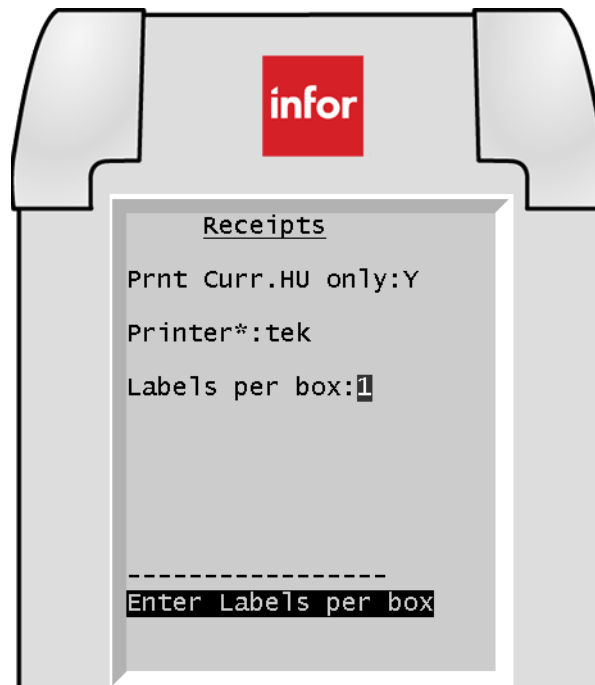 infor
Receipts
Prnt Curr.HU only:Y
Printer*:tek
Labels per box:1
------------------
Enter Labels per box